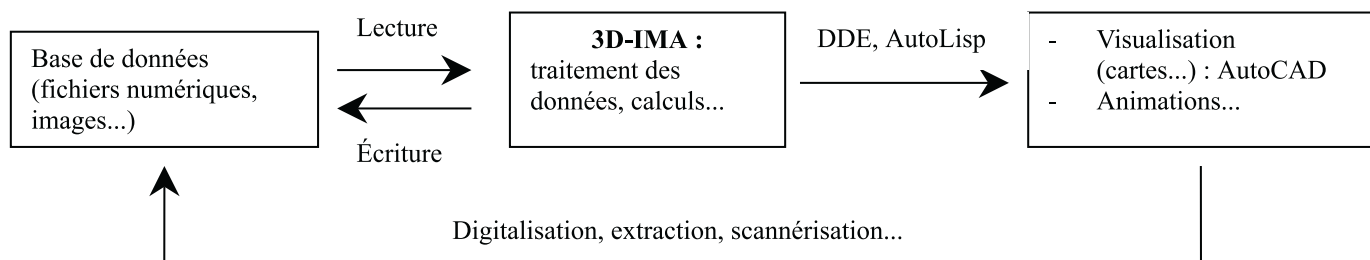 Lecture
Base de données
(fichiers numériques,
images...)
Écriture
3D-IMA :
traitement des
données, calculs...
DDE, AutoLisp
- Visualisation
(cartes...) : AutoCAD
- Animations...
Digitalisation, extraction, scannérisation...